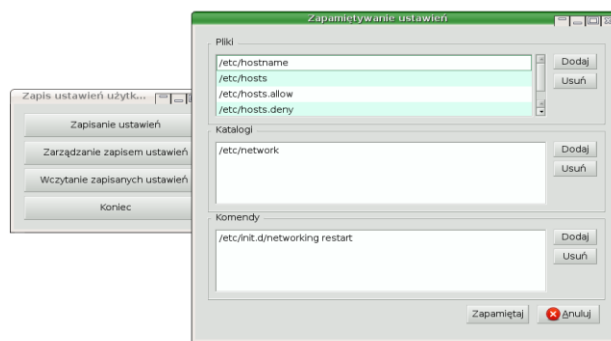 Zapamiętywanie ustawień
Pliki
/etc/hostname
/etc/hosts
/etc/hosts.allow
/etc/hosts.deny
Dodaj
Usuń
Katalogi
/etc/network
Dodaj
Usuń
Komendy
/etc/init.d/networking restart
Dodaj
Usuń
Zapamiętaj
Anuluj
Zapis ustawień użytk...
Zapisanie ustawień
Zarządzanie zapisem ustawień
Wczytanie zapisanych ustawień
Koniec